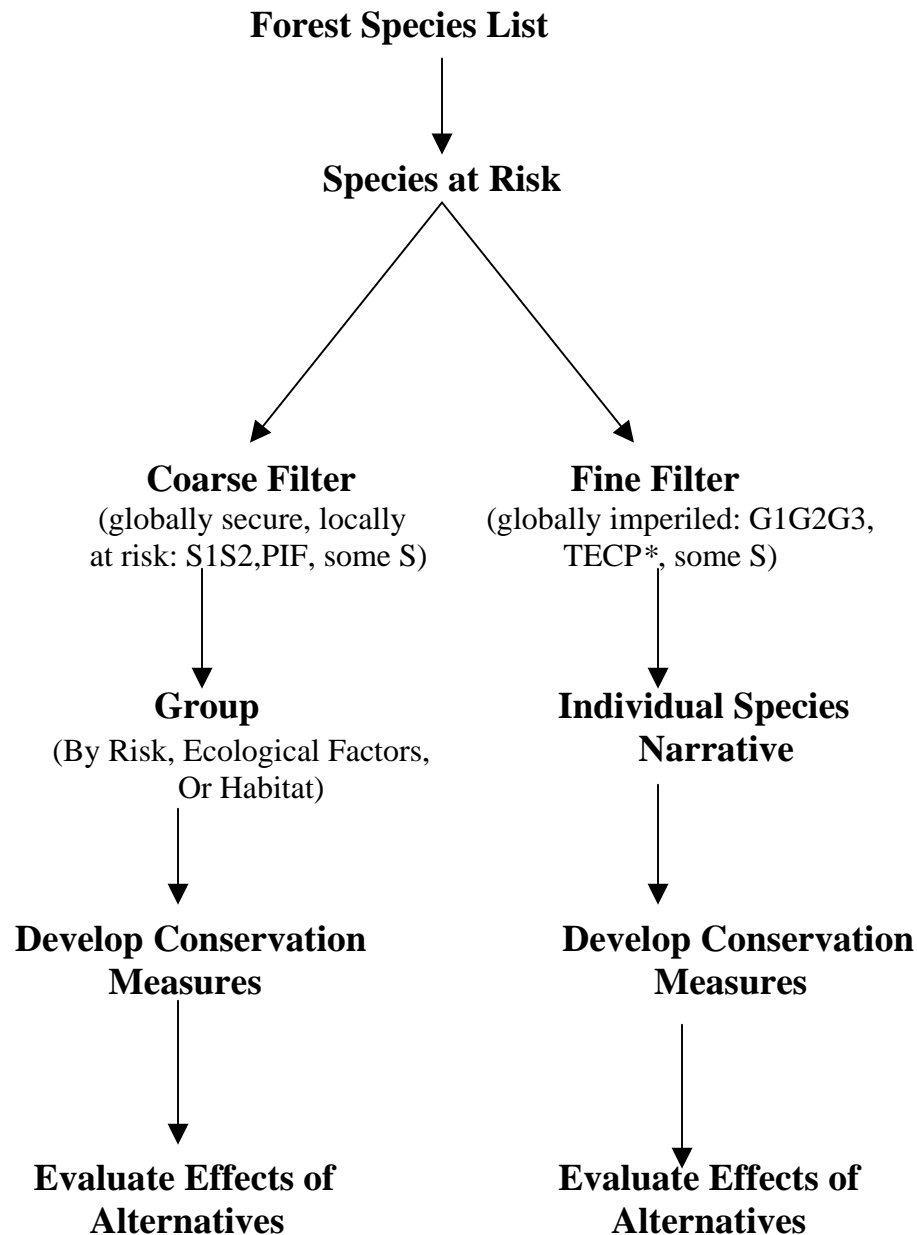 Forest Species List
Species at Risk
Coarse Filter
(globally secure, locally
at risk: S1S2,PIF, some S)
Fine Filter
(globally imperiled: G1G2G3,
TECP*, some S)
Group
(By Risk, Ecological Factors,
Or Habitat)
Individual Species
Narrative
Develop Conservation
Measures
Develop Conservation
Measures
Evaluate Effects of
Alternatives
Evaluate Effects of
Alternatives